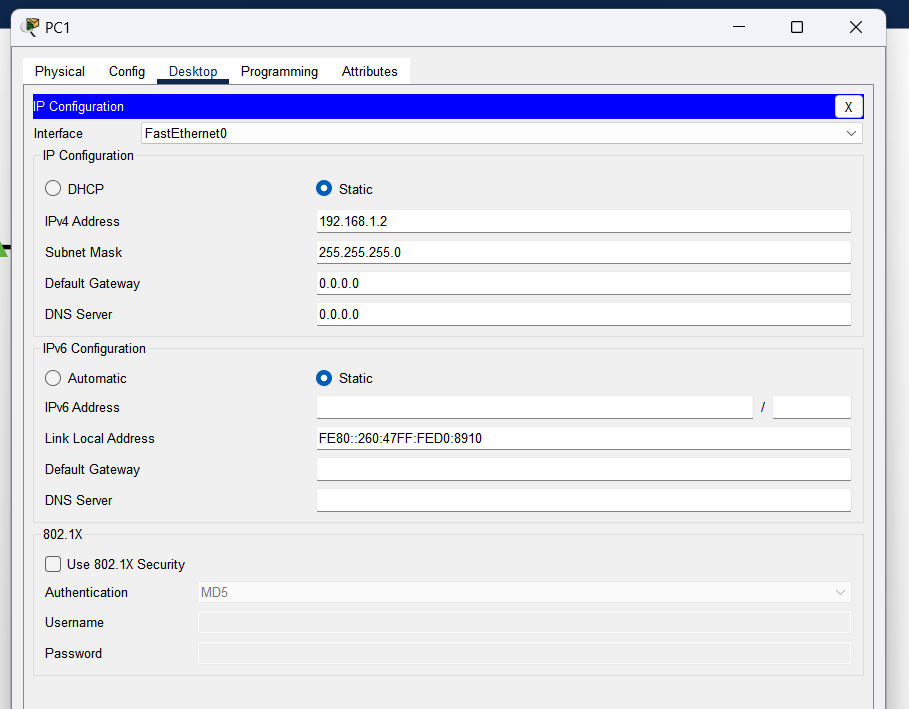 PC1
Physical Config Desktop Programming Attributes
IP Configuration X
Interface FastEthernet0
IP Configuration
DHCP Static
IPv4 Address 192.168.1.2
Subnet Mask 255.255.255.0
Default Gateway 0.0.0.0
DNS Server 0.0.0.0
IPv6 Configuration
Automatic Static
IPv6 Address /
Link Local Address FE80::260:47FF:FED0:8910
Default Gateway
DNS Server
802.1X
Use 802.1X Security
Authentication MD5
Username
Password